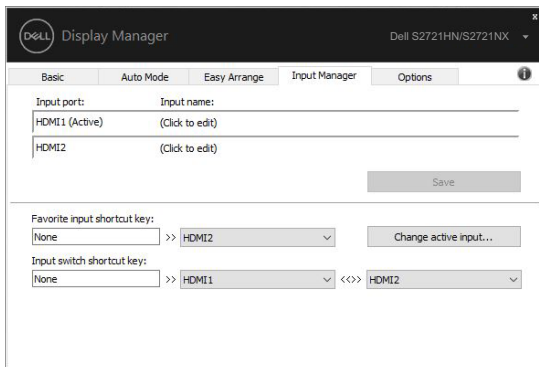 x
DELL Display Manager Dell S2721HN/S2721NX
Basic Auto Mode Easy Arrange Input Manager Options i
Input port: Input name:
HDMI1 (Active) (Click to edit)
HDMI2 (Click to edit)
Save
Favorite input shortcut key:
None >> HDMI2 Change active input...
Input switch shortcut key:
None >> HDMI1 <<>> HDMI2